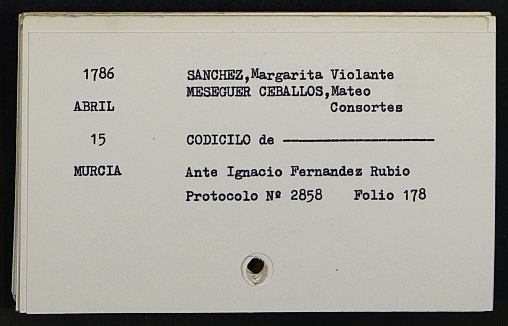 1786 SANCHEZ,Margarita Violante
MESEGUER CEBALLOS,Mateo
ABRIL Consortes
15 CODICILO de
MURCIA Ante Ignacio Fernandez Rubio
Protocolo Nº 2858 Folio 178